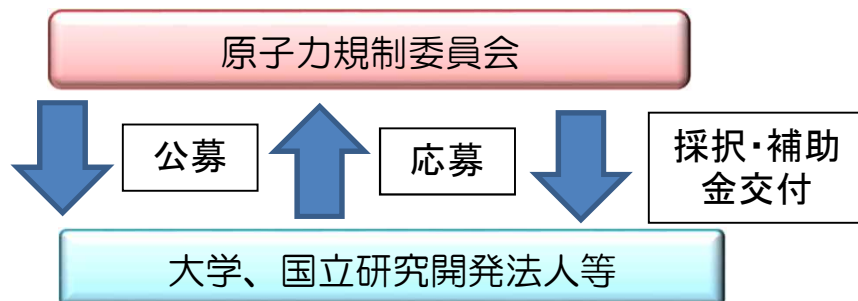 原子力規制委員会
公募
応募
採択・補助
金交付
大学、国立研究開発法人等